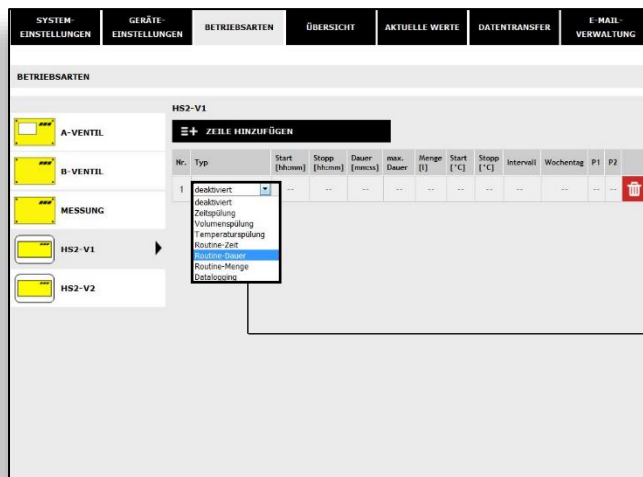 SYSTEM-
EINSTELLUNGEN
GERÄTE-
EINSTELLUNGEN
BETRIEBSARTEN
ÜBERSICHT
AKTUELLE WERTE
DATENTRANSFER
E-MAIL-
VERWALTUNG
BETRIEBSARTEN
A-VENTIL
B-VENTIL
MESSUNG
HS2-V1
HS2-V2
HS2-V1
ZEILE HINZUFÜGEN
Nr. Typ Start [hh:mm] Stopp [hh:mm] Dauer [mm:ss] max. Dauer Menge [l] Start [°C] Stopp [°C] Intervall Wochentag P1 P2
1 deaktiviert -- -- -- -- -- -- -- -- -- -- --
deaktiviert
Zeitspülung
Volumenspülung
Temperaturspülung
Routine-Zeit
Routine-Dauer
Routine-Menge
Datalogging